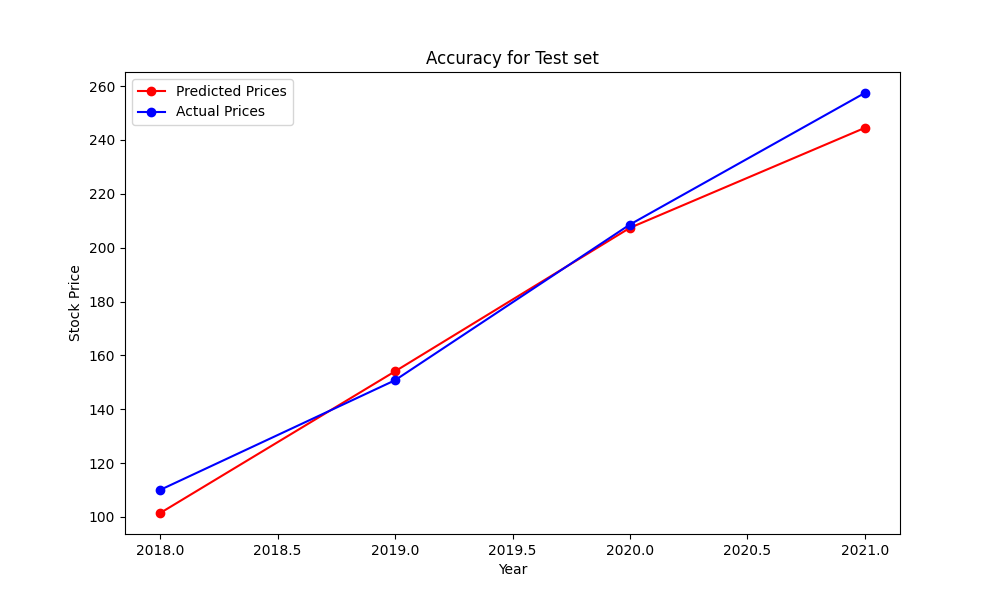 Accuracy for Test set
Predicted Prices
Actual Prices
260
240
220
200
180
160
140
120
100
Stock Price
2018.0 2018.5 2019.0 2019.5 2020.0 2020.5 2021.0
Year